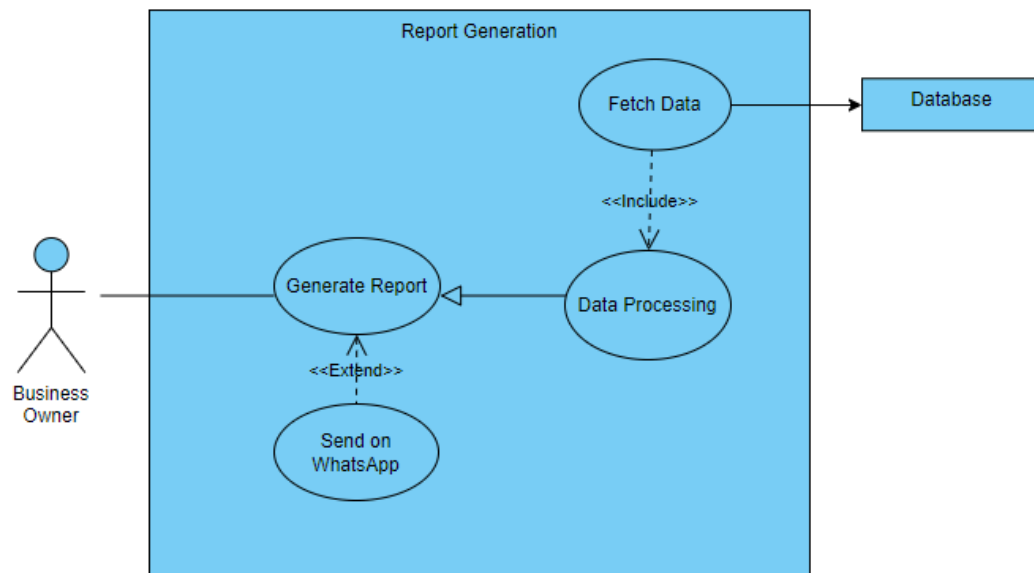 Report Generation
Fetch Data
Database
<<Include>>
Generate Report
Data Processing
<<Extend>>
Business
Owner
Send on
WhatsApp